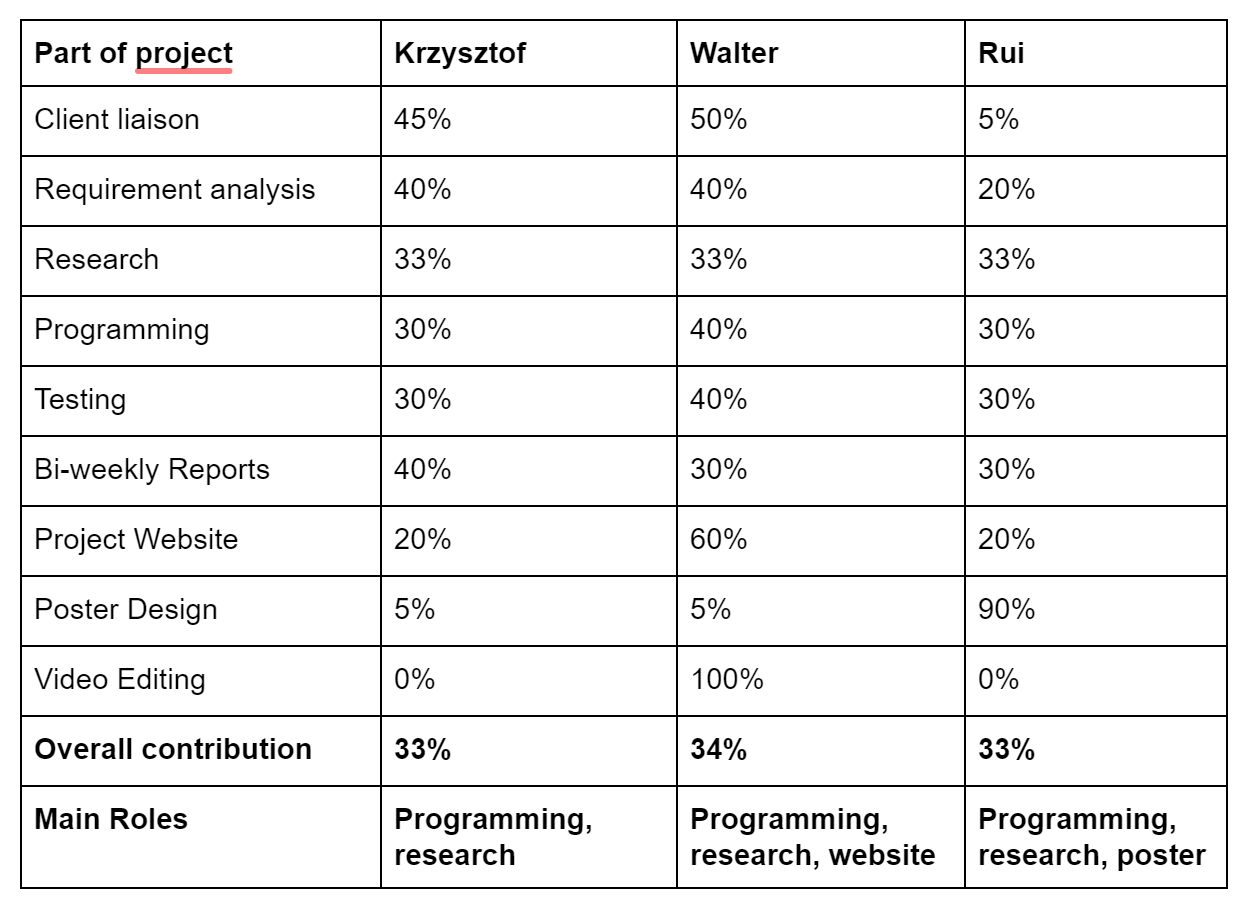 Part of project Krzysztof Walter Rui
Client liaison 45% 50% 5%
Requirement analysis 40% 40% 20%
Research 33% 33% 33%
Programming 30% 40% 30%
Testing 30% 40% 30%
Bi-weekly Reports 40% 30% 30%
Project Website 20% 60% 20%
Poster Design 5% 5% 90%
Video Editing 0% 100% 0%
Overall contribution 33% 34% 33%
Main Roles Programming, Programming, Programming,
research research, website research, poster